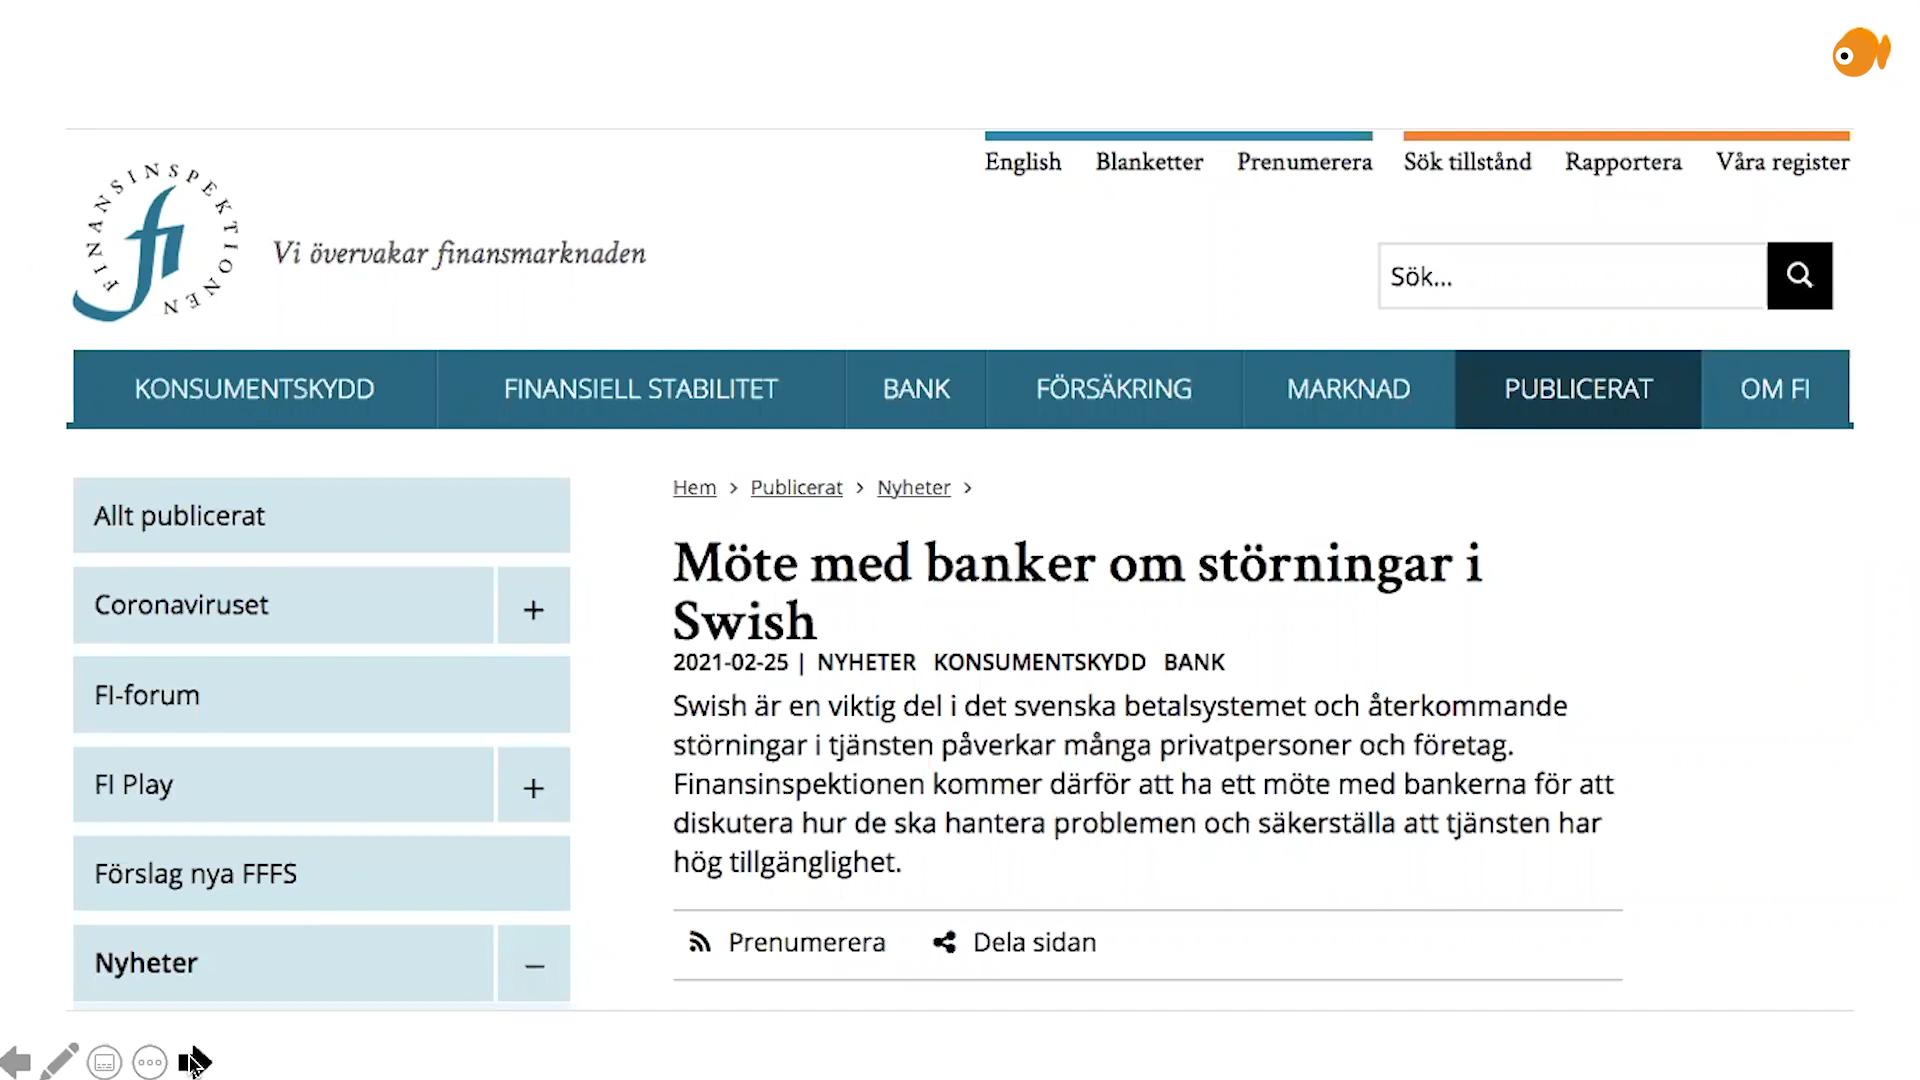 English Blanketter Prenumerera Sök tillstånd Rapportera Våra register
FINANSINSPEKTIONEN
fi
Vi övervakar finansmarknaden
Sök...
KONSUMENTSKYDD FINANSIELL STABILITET BANK FÖRSÄKRING MARKNAD PUBLICERAT OM FI
Allt publicerat
Coronaviruset +
FI-forum
FI Play +
Förslag nya FFFS
Nyheter –
Hem > Publicerat > Nyheter >
Möte med banker om störningar i
Swish
2021-02-25 | NYHETER KONSUMENTSKYDD BANK
Swish är en viktig del i det svenska betalsystemet och återkommande
störningar i tjänsten påverkar många privatpersoner och företag.
Finansinspektionen kommer därför att ha ett möte med bankerna för att
diskutera hur de ska hantera problemen och säkerställa att tjänsten har
hög tillgänglighet.
Prenumerera Dela sidan